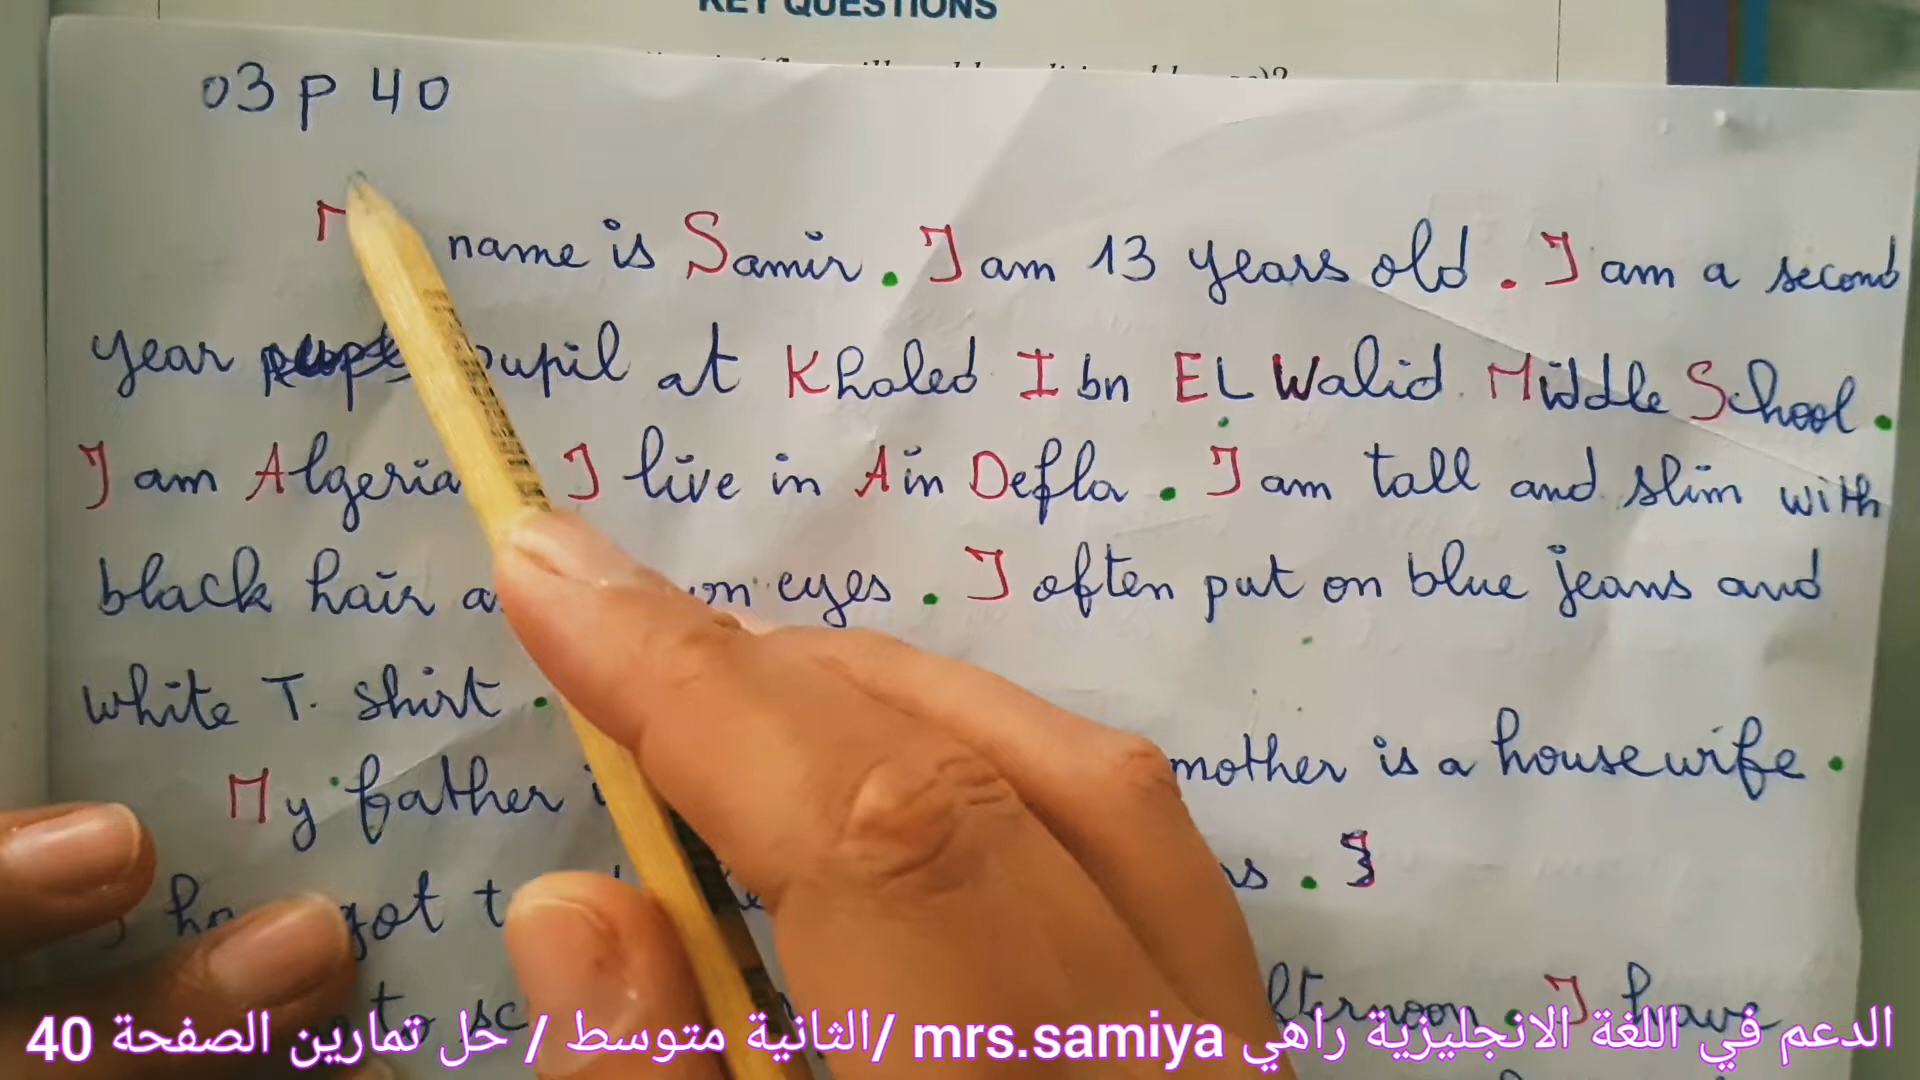 KEY QUESTIONS
03 P 40
name is Samir. I am 13 years old. I am a second
year pupil at Khaled Ibn EL Walid Middle School.
I am Algeria I live in Ain Defla. I am tall and slim with
black hair eyes. I often put on blue jeans and
white T. shirt.
My father mother is a housewife.
got
to
I have
الدعم في اللغة الانجليزية راهي mrs.samiya /الثانية متوسط / حل تمارين الصفحة 40